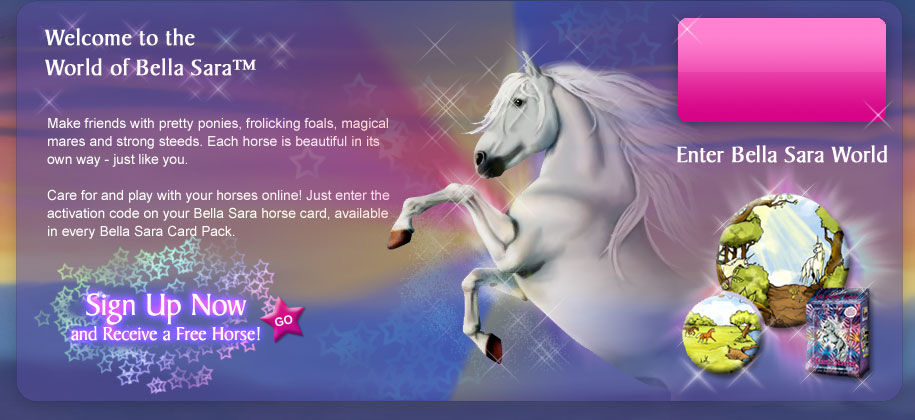 Welcome to the
World of Bella Sara™
Make friends with pretty ponies, frolicking foals, magical
mares and strong steeds. Each horse is beautiful in its
own way - just like you.
Care for and play with your horses online! Just enter the
activation code on your Bella Sara horse card, available
in every Bella Sara Card Pack.
Sign Up Now
and Receive a Free Horse!
GO
Enter Bella Sara World